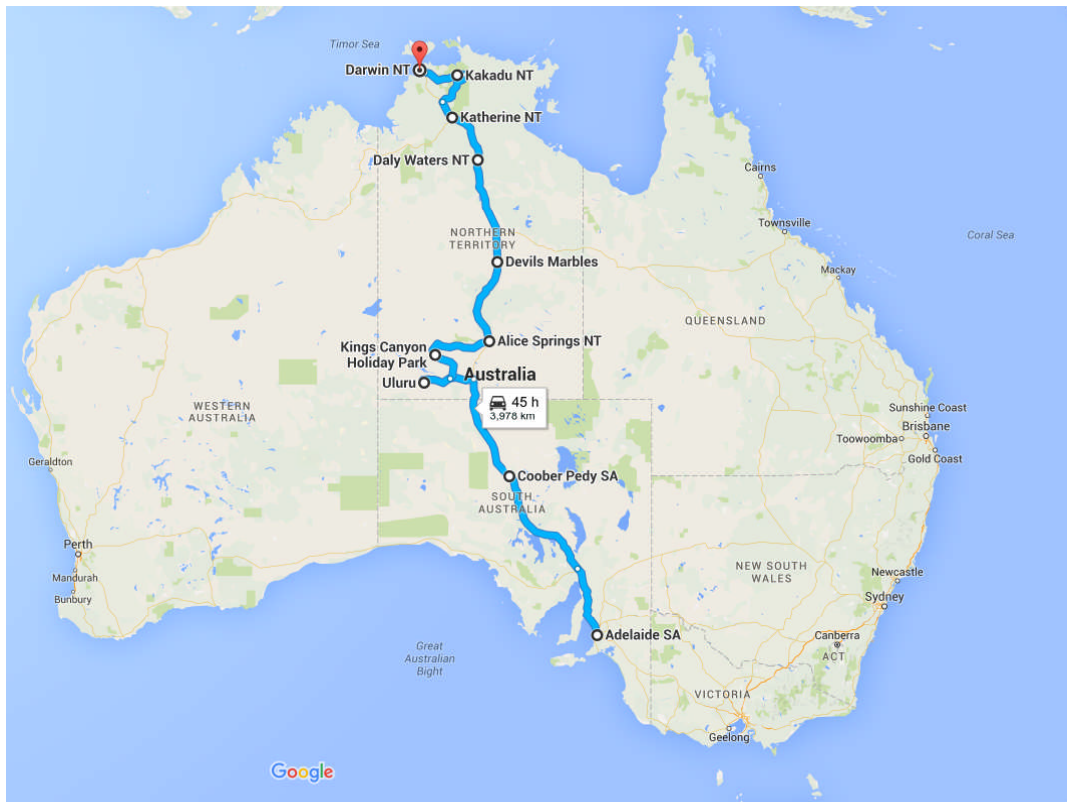 Timor Sea
Darwin NT
Kakadu NT
Katherine NT
Daly Waters NT
Cairns
Townsville
NORTHERN
TERRITORY
Coral Sea
Devils Marbles
Mackay
QUEENSLAND
Kings Canyon
Holiday Park
Alice Springs NT
Uluru
Australia
45 h
3,978 km
WESTERN
AUSTRALIA
Sunshine Coast
Brisbane
Toowoomba
Gold Coast
Geraldton
Coober Pedy SA
SOUTH
AUSTRALIA
Perth
Mandurah
Bunbury
NEW SOUTH
WALES
Newcastle
Sydney
Adelaide SA
Canberra
ACT
Great
Australian
Bight
VICTORIA
Geelong
Google